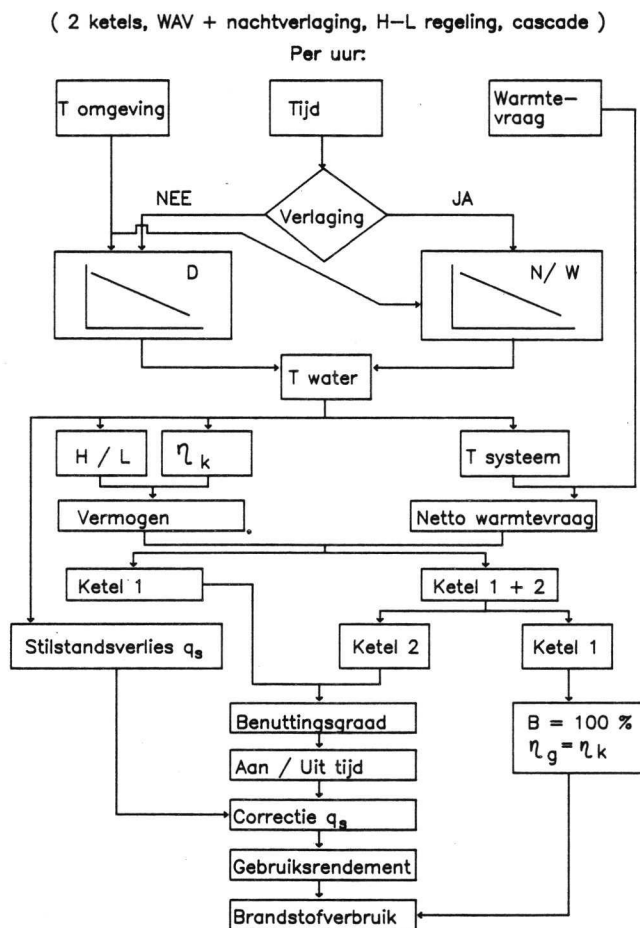 ( 2 ketels, WAV + nachtverlaging, H-L regeling, cascade )
Per uur:
T omgeving
Tijd
Warmte-
vraag
NEE
Verlaging
JA
D
N/ W
T water
H / L
η k
T systeem
Vermogen
Netto warmtevraag
Ketel 1
Ketel 1 + 2
Stilstandsverlies qs
Ketel 2
Ketel 1
Benuttingsgraad
B = 100 %
ηg = ηk
Aan / Uit tijd
Correctie qs
Gebruiksrendement
Brandstofverbruik